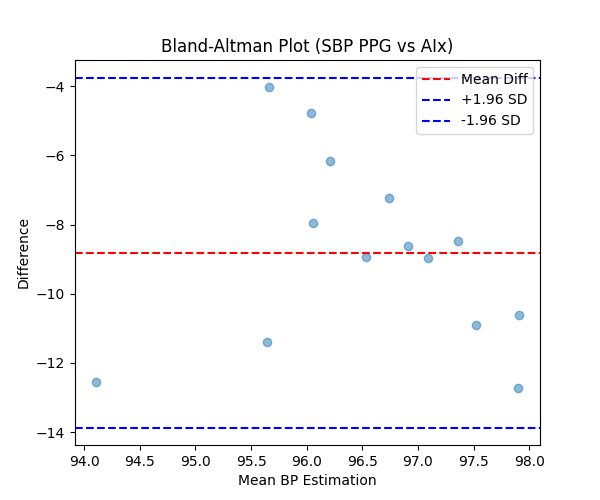 Bland-Altman Plot (SBP PPG vs AIx)
Mean Diff
+1.96 SD
-1.96 SD
−4
−6
−8
−10
−12
−14
Difference
94.0 94.5 95.0 95.5 96.0 96.5 97.0 97.5 98.0
Mean BP Estimation